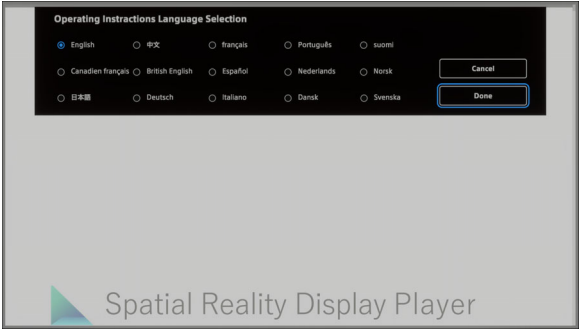 Operating Instractions Language Selection
English 中文 français Português suomi
Canadien français British English Español Nederlands Norsk
Cancel
日本語 Deutsch Italiano Dansk Svenska
Done
Spatial Reality Display Player